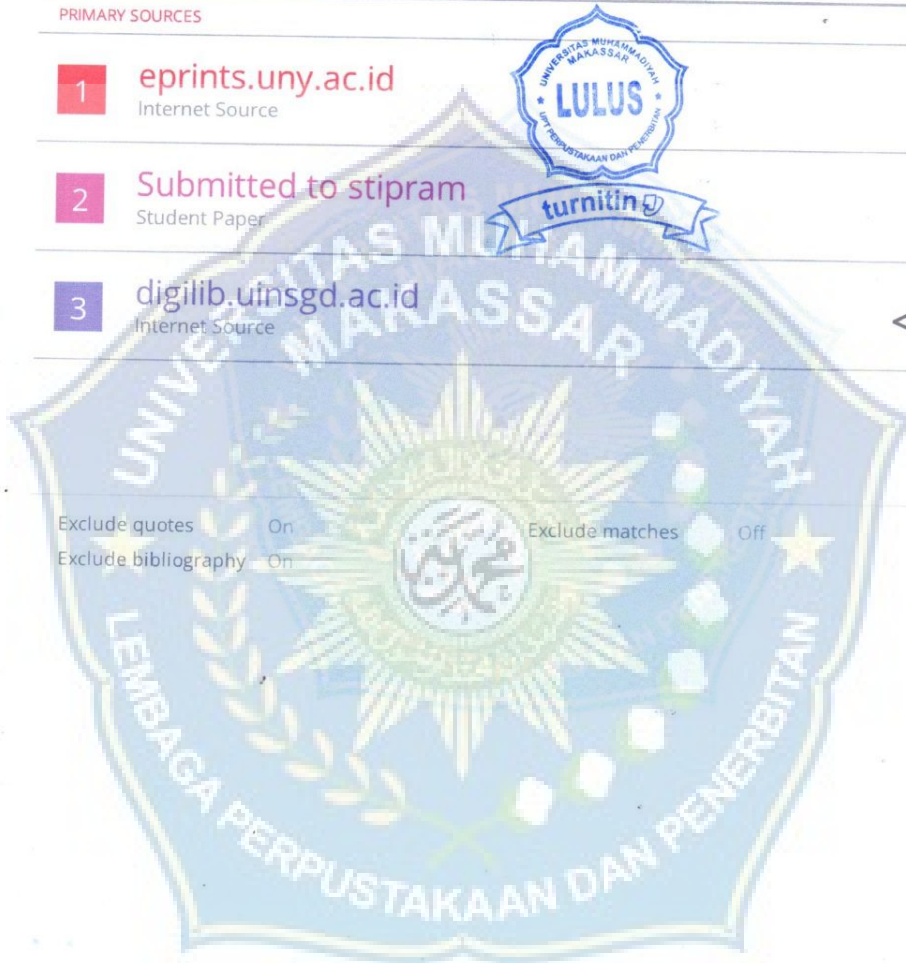 PRIMARY SOURCES
1
eprints.uny.ac.id
Internet Source
UNIVERSITAS MUHAMMADIYAH
MAKASSAR
LULUS
UPT PERPUSTAKAAN DAN PENERBITAN
turnitin
2
Submitted to stipram
Student Paper
3
digilib.uinsgd.ac.id
Internet Source
<
UNIVERSITAS MUHAMMADIYAH
MAKASSAR
Exclude quotes On
Exclude matches Off
Exclude bibliography On
محمدية
LEMBAGA PERPUSTAKAAN DAN PENERBITAN